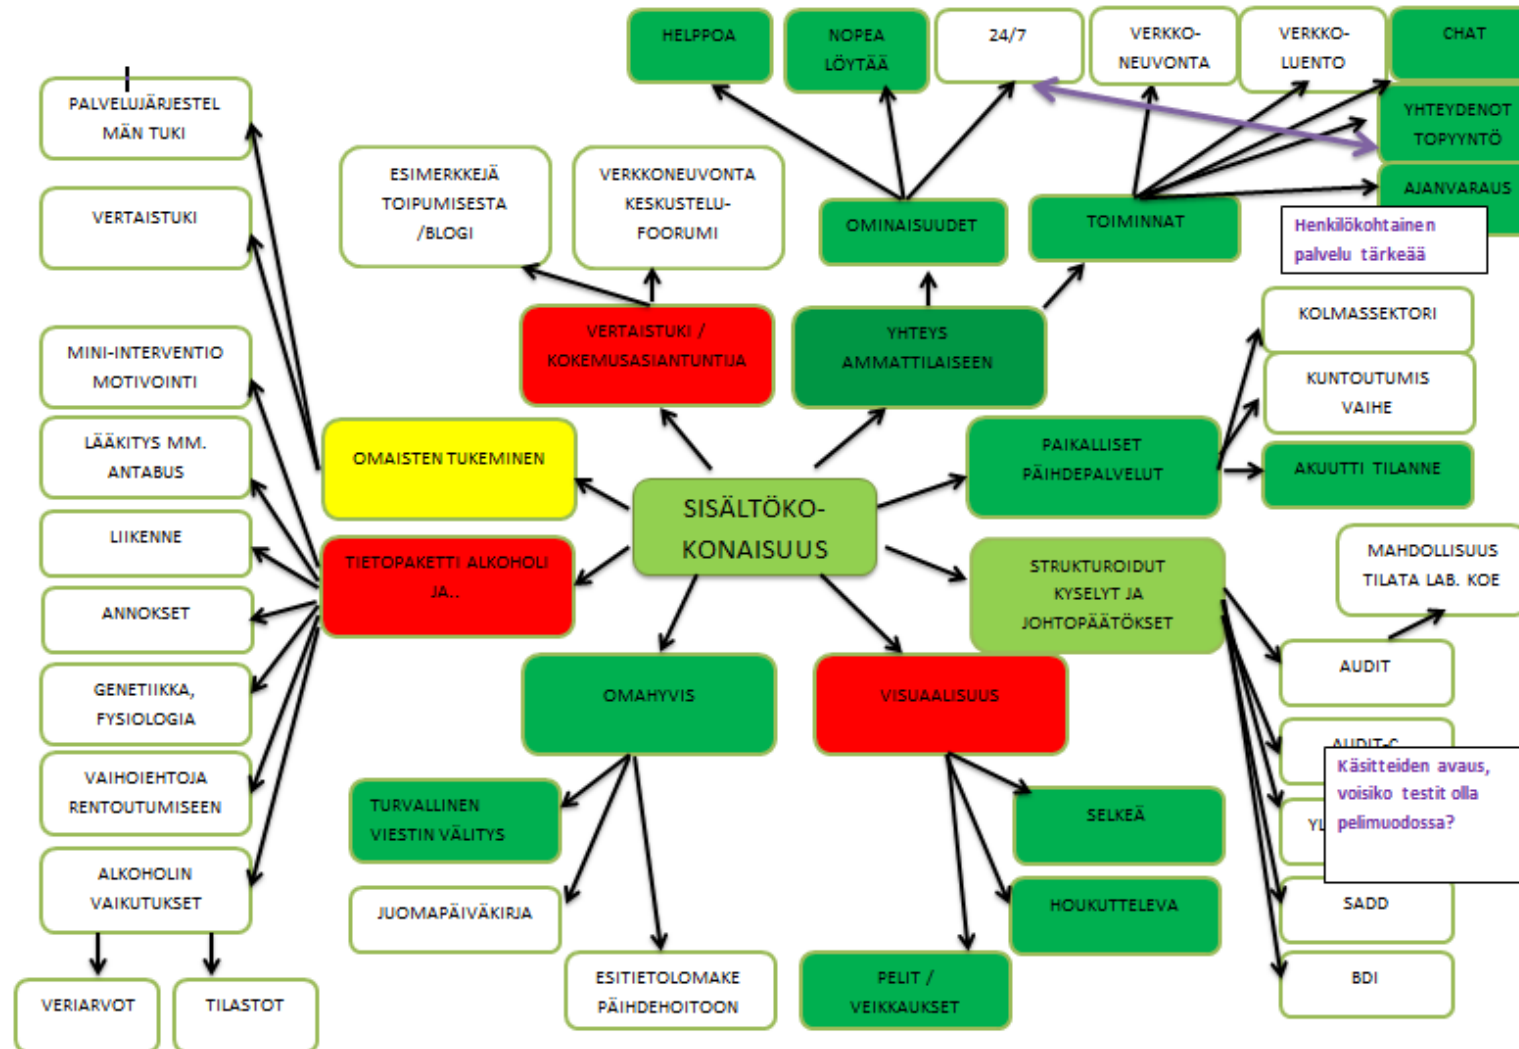 HELPPOA
NOPEA
LÖYTÄÄ
24/7
VERKKO-
NEUVONTA
VERKKO-
LUENTO
CHAT
YHTEYDENOT
TOPYYNTÖ
AJANVARAUS
Henkilökohtainen
palvelu tärkeää
PALVELUJÄRJESTEL
MÄN TUKI
VERTAISTUKI
ESIMERKKEJÄ
TOIPUMISESTA
/BLOGI
VERKKONEUVONTA
KESKUSTELU-
FOORUMI
OMINAISUUDET
TOIMINNAT
VERTAISTUKI /
KOKEMUSASIANTUNTIJA
YHTEYS
AMMATTILAISEEN
KOLMASSEKTORI
KUNTOUTUMIS
VAIHE
AKUUTTI TILANNE
PAIKALLISET
PÄIHDEPALVELUT
OMAISTEN TUKEMINEN
SISÄLTÖKO-
KONAISUUS
MINI-INTERVENTIO
MOTIVOINTI
LÄÄKITYS MM.
ANTABUS
LIIKENNE
ANNOKSET
GENETIIKKA,
FYSIOLOGIA
VAIHOIEHTOJA
RENTOUTUMISEEN
ALKOHOLIN
VAIKUTUKSET
VERIARVOT
TILASTOT
TIETOPAKETTI ALKOHOLI
JA..
STRUKTUROIDUT
KYSELYT JA
JOHTOPÄÄTÖKSET
MAHDOLLISUUS
TILATA LAB. KOE
AUDIT
AUDIT-C
Käsitteiden avaus,
voisiko testit olla
pelimuodossa?
SADD
BDI
OMAHYVIS
VISUAALISUUS
TURVALLINEN
VIESTIN VÄLITYS
JUOMAPÄIVÄKIRJA
ESITIETOLOMAKE
PÄIHDEHOITOON
SELKEÄ
HOUKUTTELEVA
PELIT /
VEIKKAUKSET